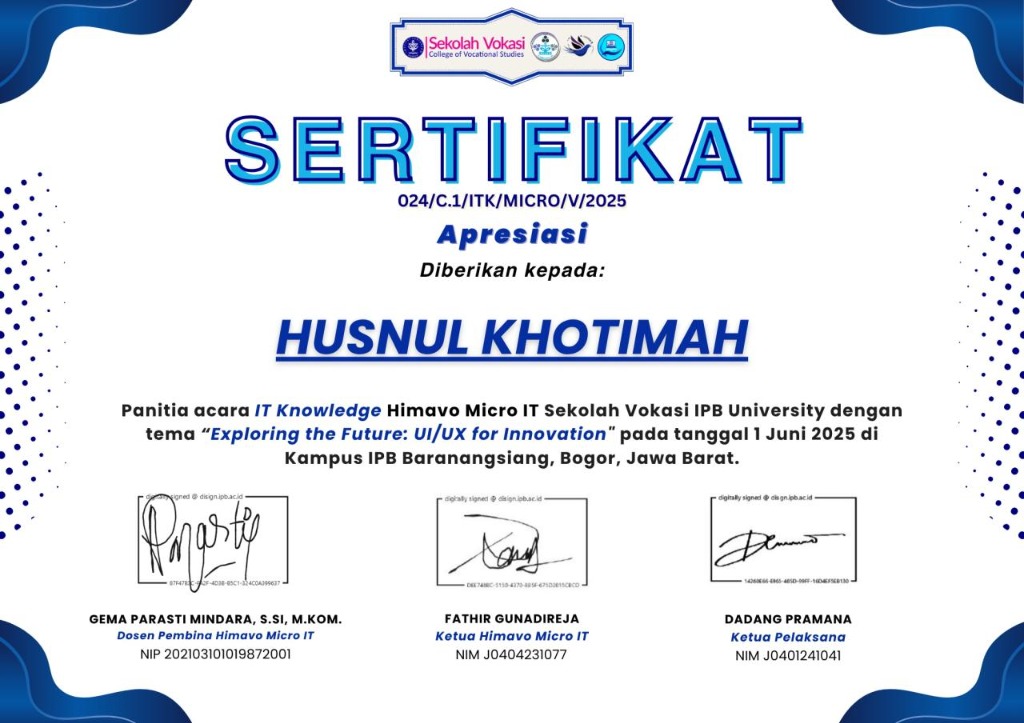 Sekolah Vokasi
College of Vocational Studies
SERTIFIKAT
024/C.1/ITK/MICRO/V/2025
Apresiasi
Diberikan kepada:
HUSNUL KHOTIMAH
Panitia acara IT Knowledge Himavo Micro IT Sekolah Vokasi IPB University dengan
tema “Exploring the Future: UI/UX for Innovation" pada tanggal 1 Juni 2025 di
Kampus IPB Baranangsiang, Bogor, Jawa Barat.
digitally signed @ disign.ipb.ac.id
digitally signed @ disign.ipb.ac.id
digitally signed @ disign.ipb.ac.id
GEMA PARASTI MINDARA, S.SI, M.KOM.
Dosen Pembina Himavo Micro IT
NIP 202103101019872001
FATHIR GUNADIREJA
Ketua Himavo Micro IT
NIM J0404231077
DADANG PRAMANA
Ketua Pelaksana
NIM J0401241041